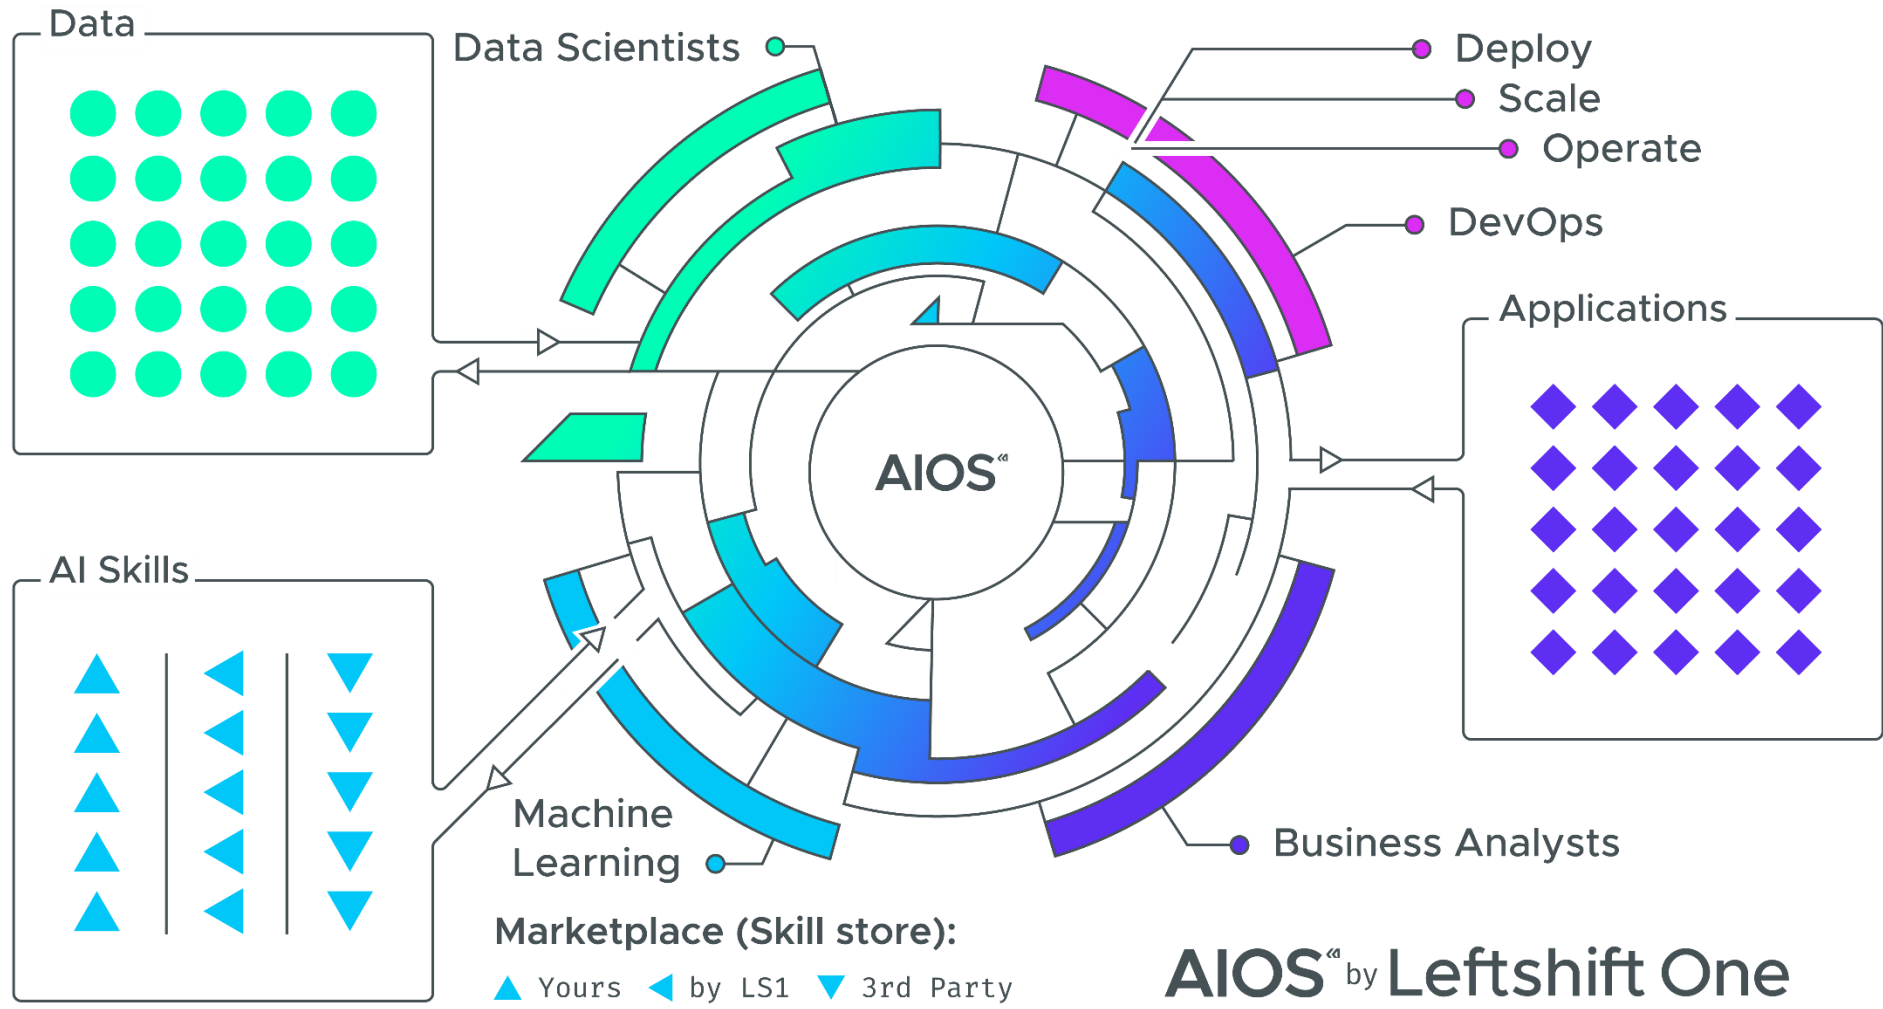 Data
Data Scientists
Deploy
Scale
Operate
DevOps
Applications
AIOS
AI Skills
Machine
Learning
Business Analysts
Marketplace (Skill store):
Yours
by LS1
3rd Party
AIOS by Leftshift One